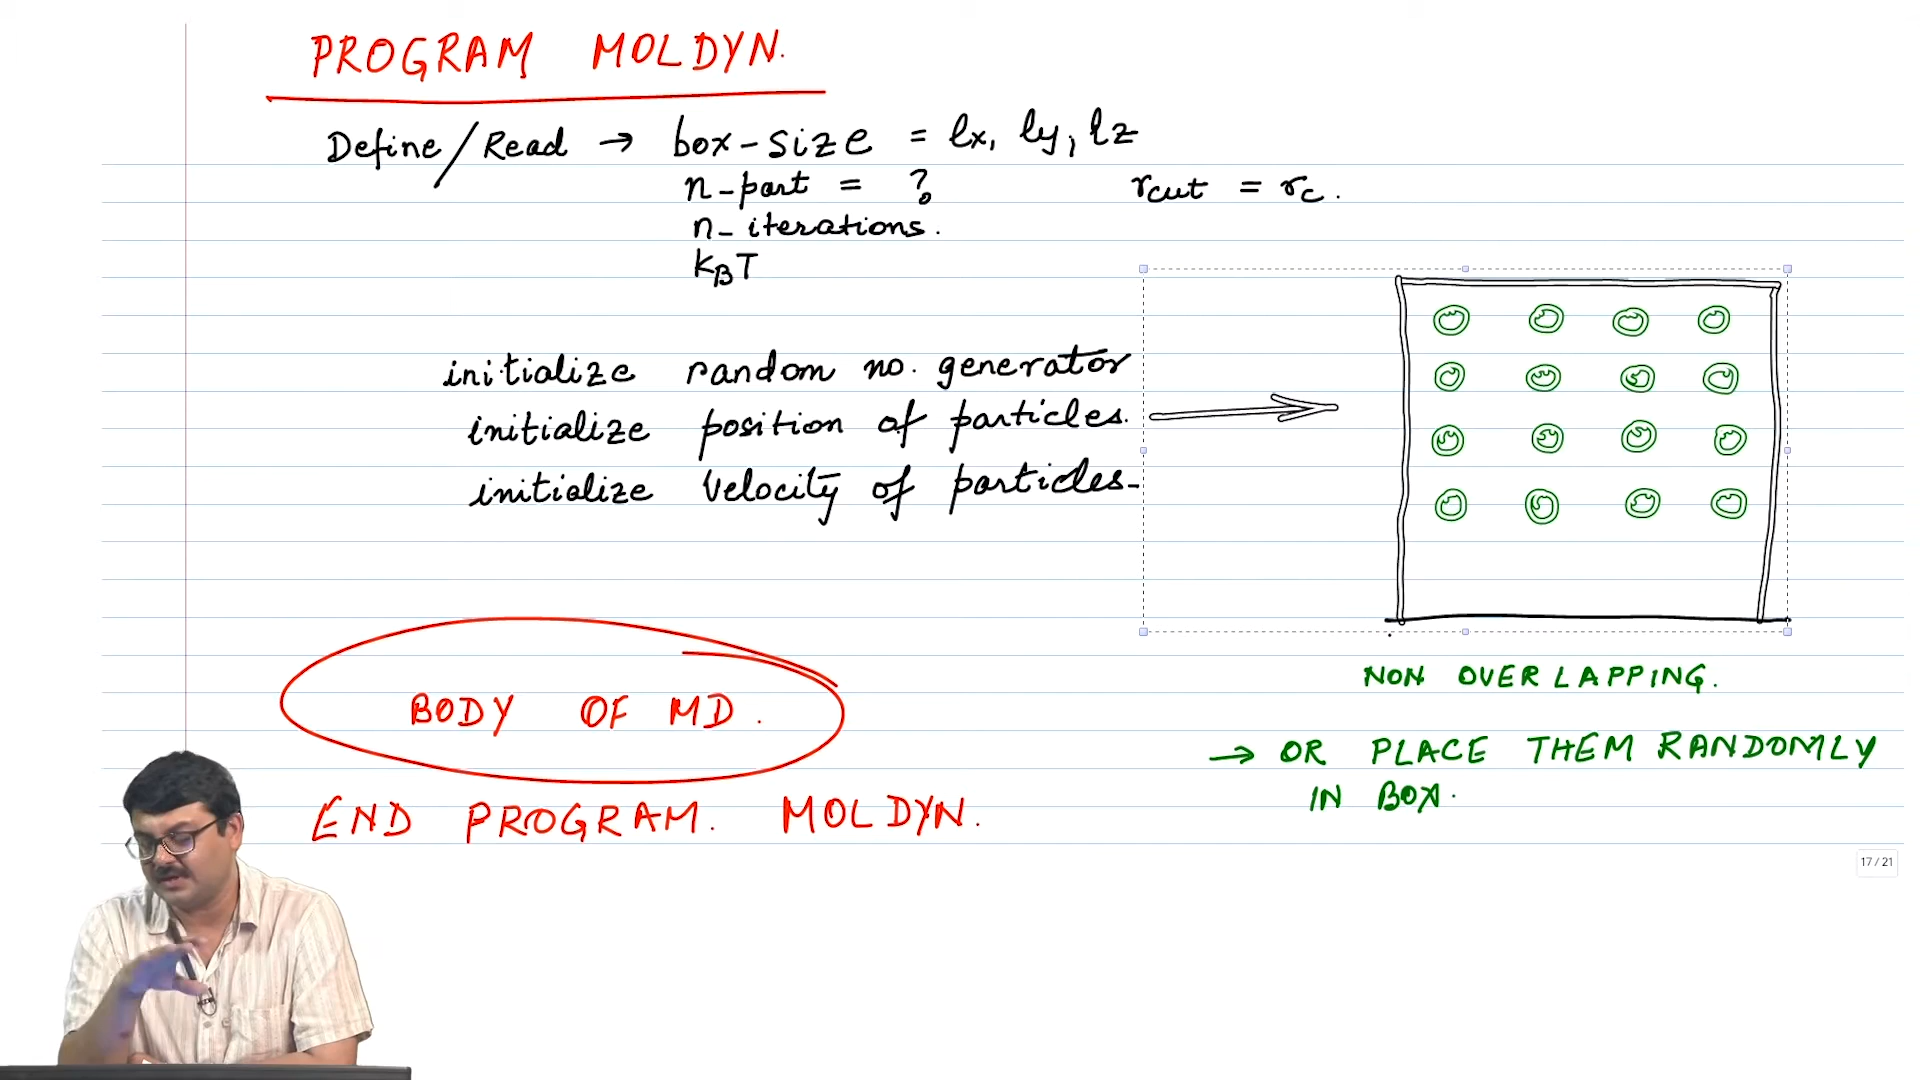 PROGRAM MOLDYN.
Define/Read → box-size = lx, ly, lz
n-part = ? rcut = rc.
n-iterations.
kBT
initialize random no. generator
initialize position of particles.
initialize velocity of particles-
NON OVERLAPPING.
BODY OF MD.
→ OR PLACE THEM RANDOMLY
IN BOX.
END PROGRAM. MOLDYN.
17 / 21